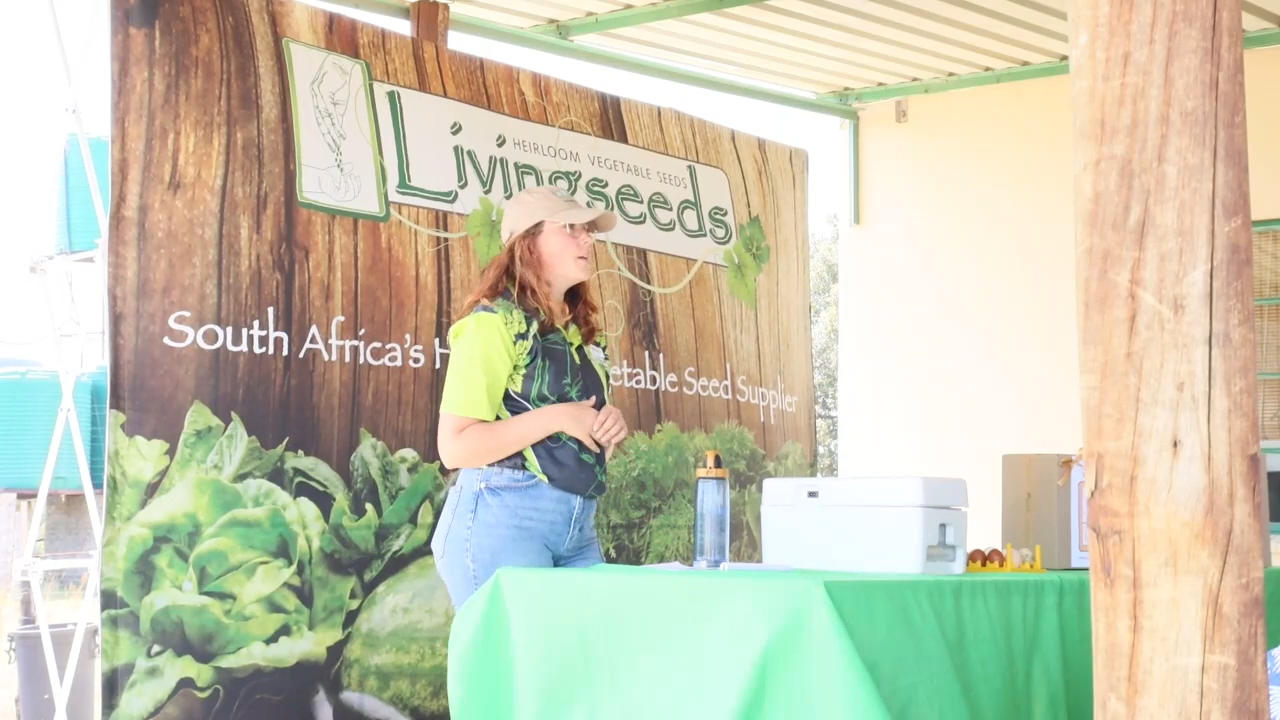 HEIRLOOM VEGETABLE SEEDS
Livingseeds
South Africa's H etable Seed Supplier